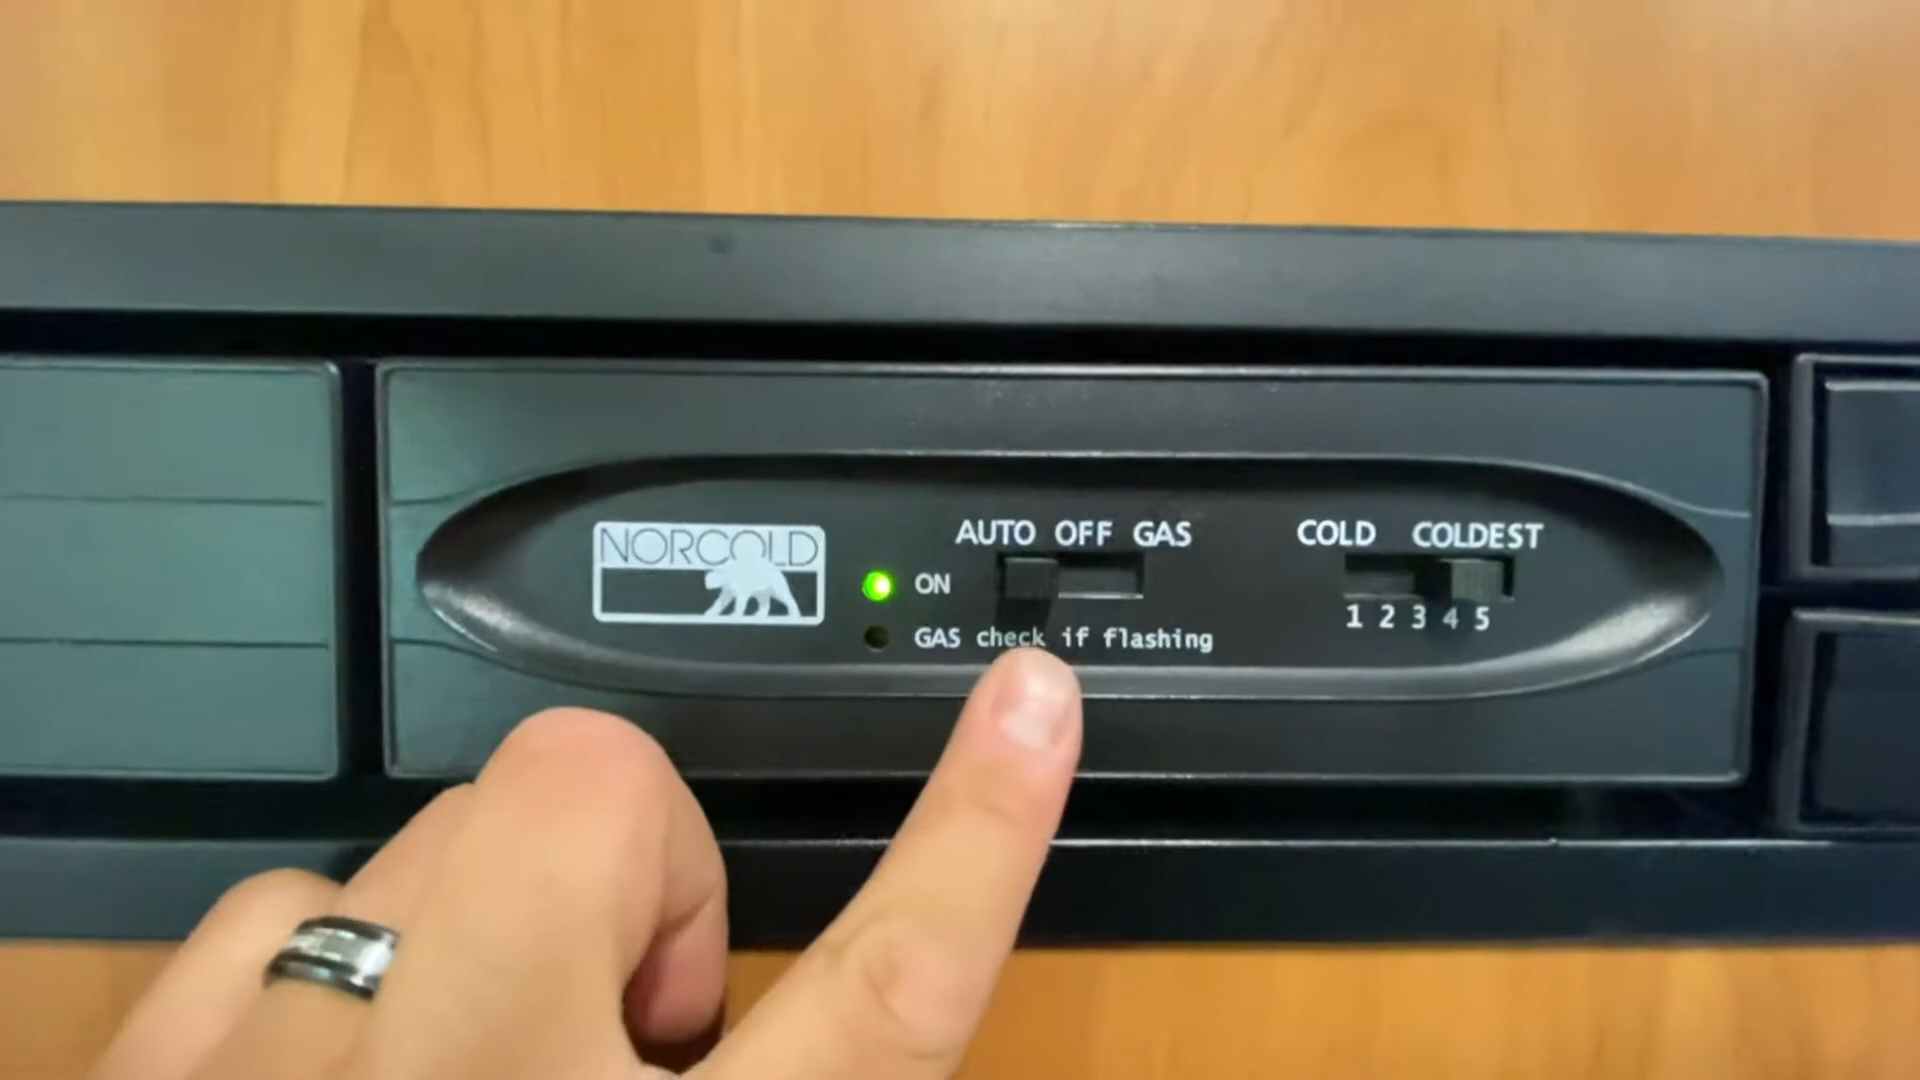 NORCOLD
AUTO OFF GAS
COLD COLDEST
ON
1 2 3 4 5
GAS check if flashing